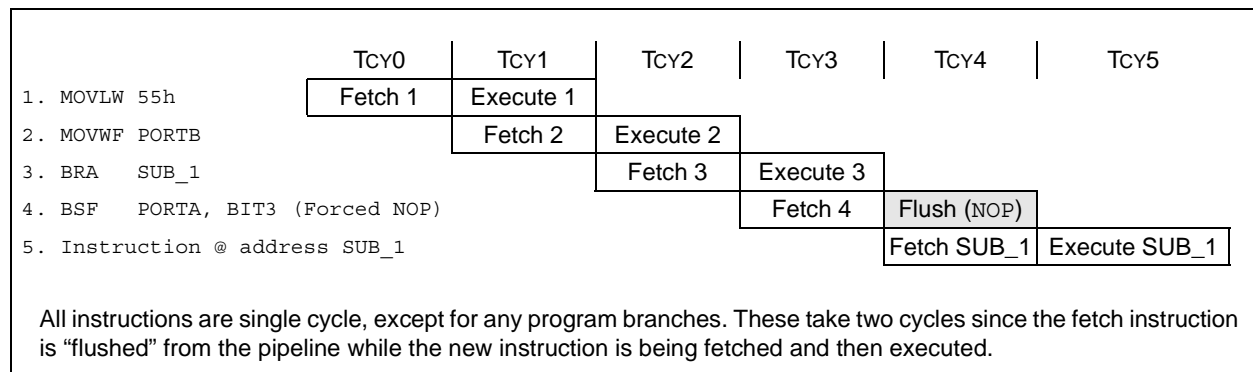 TCY0 TCY1 TCY2 TCY3 TCY4 TCY5
1. MOVLW 55h Fetch 1 Execute 1
2. MOVWF PORTB Fetch 2 Execute 2
3. BRA SUB_1 Fetch 3 Execute 3
4. BSF PORTA, BIT3 (Forced NOP) Fetch 4 Flush (NOP)
5. Instruction @ address SUB_1 Fetch SUB_1 Execute SUB_1
All instructions are single cycle, except for any program branches. These take two cycles since the fetch instruction
is “flushed” from the pipeline while the new instruction is being fetched and then executed.